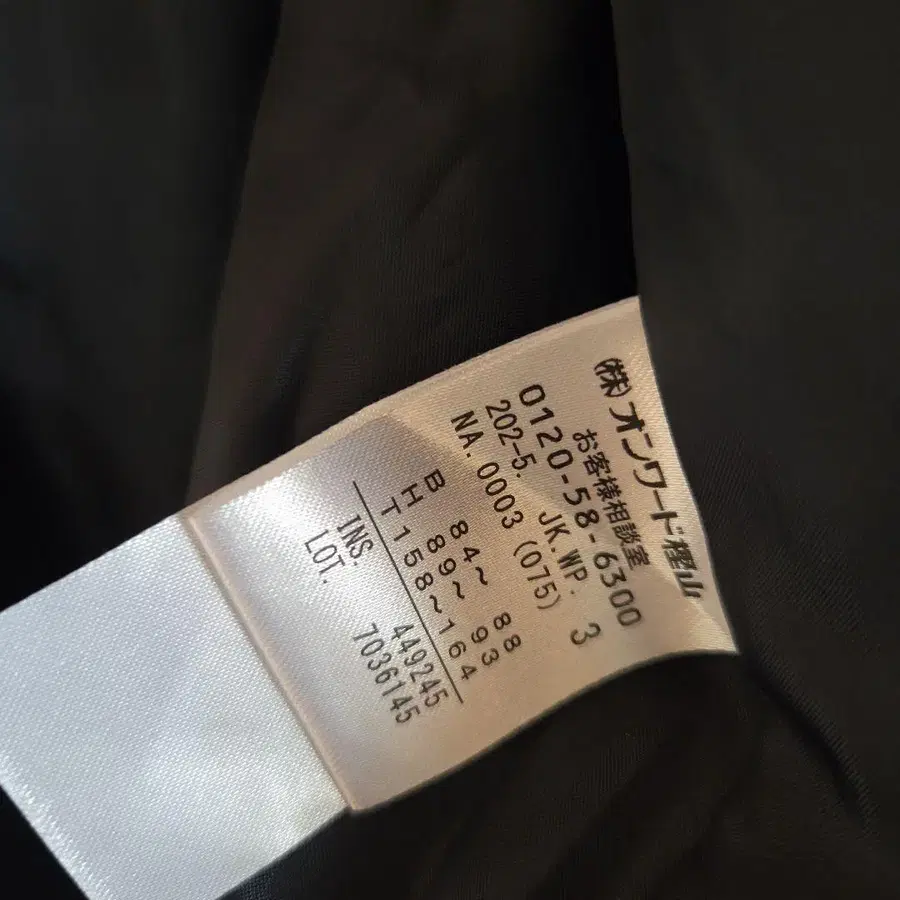 (株)オンワード樫山
お客様相談室
0120-58-6300
202-5. JK.WP. 3
NA.0003 (075)
B 84~ 88
H 89~ 93
T 158~164
INS. 449245
LOT. 7036145